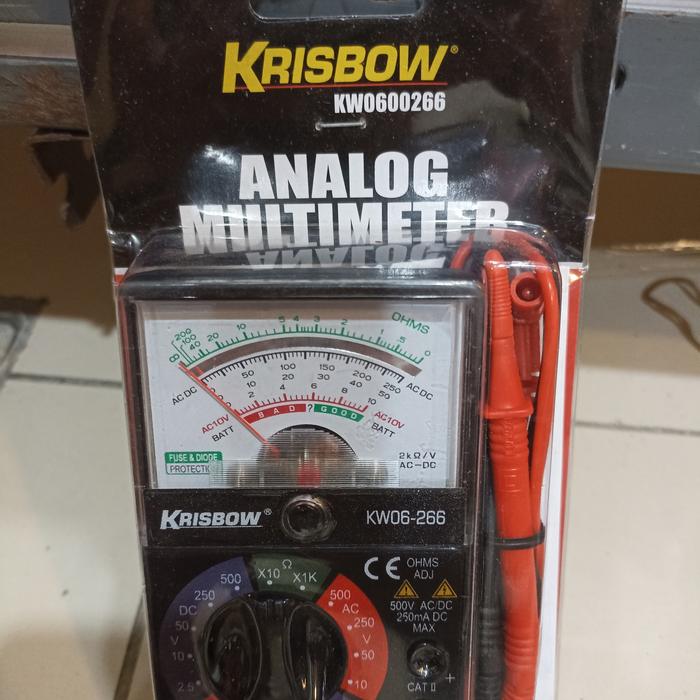 KRISBOW®
KW0600266
ANALOG
MULTIMETER
OHMS
200 100 40 20 10 5 4 3 2 1 .5 0
∞
AC DC 0 50 100 150 200 250 AC DC
0 10 20 30 40 50
0 2 4 6 8 10
AC10V BAD ? GOOD AC10V
BATT BATT
FUSE & DIODE
PROTECTI
2kΩ/V
AC-DC
KRISBOW® KW06-266
Ω
X10 X1K
CE OHMS
ADJ
500V AC/DC
250mA DC
MAX
500
250
DC
50
V
10
2.5
500
AC
250
V
50
10
CAT II
+